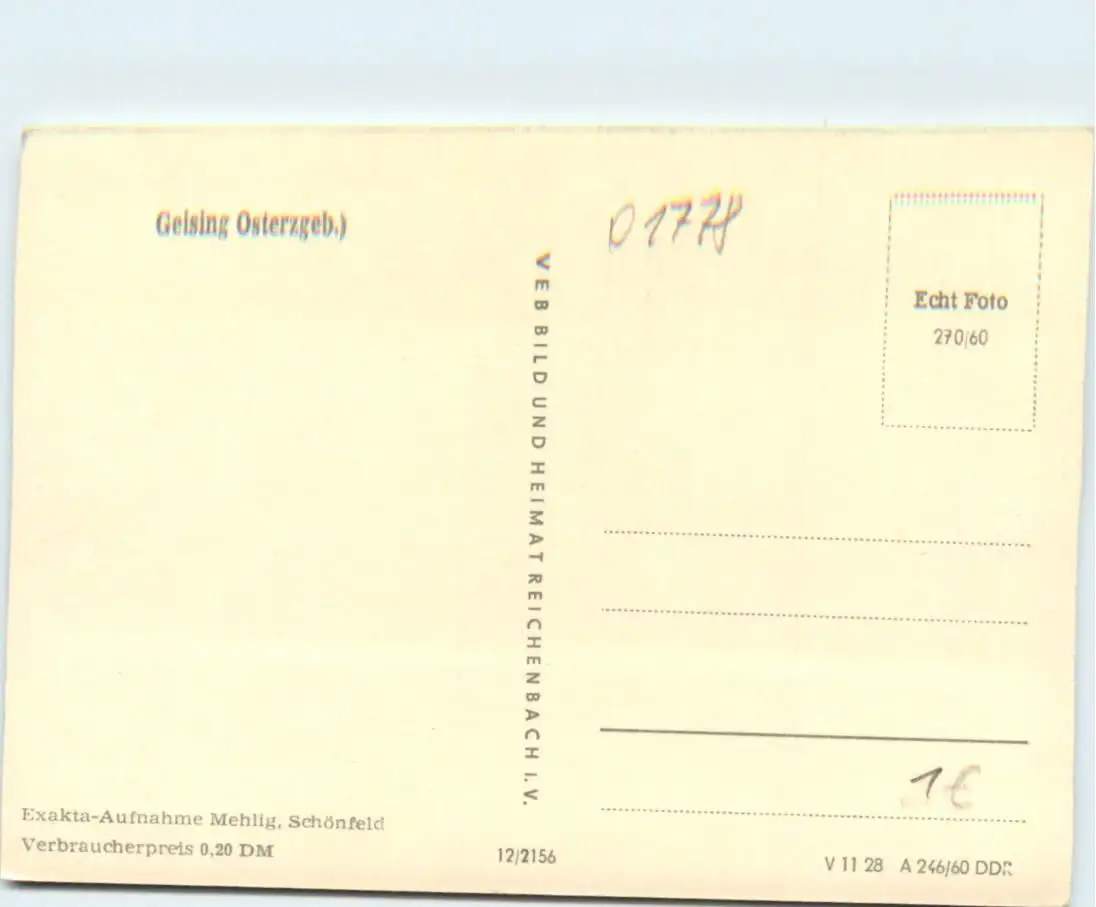 Geising Osterzgeb.)
O 1778
VEB BILD UND HEIMAT REICHENBACH I. V.
Echt Foto
270/60
1 €
Exakta-Aufnahme Mehlig, Schönfeld
Verbraucherpreis 0,20 DM
12/2156
V 11 28 A 246/60 DDR